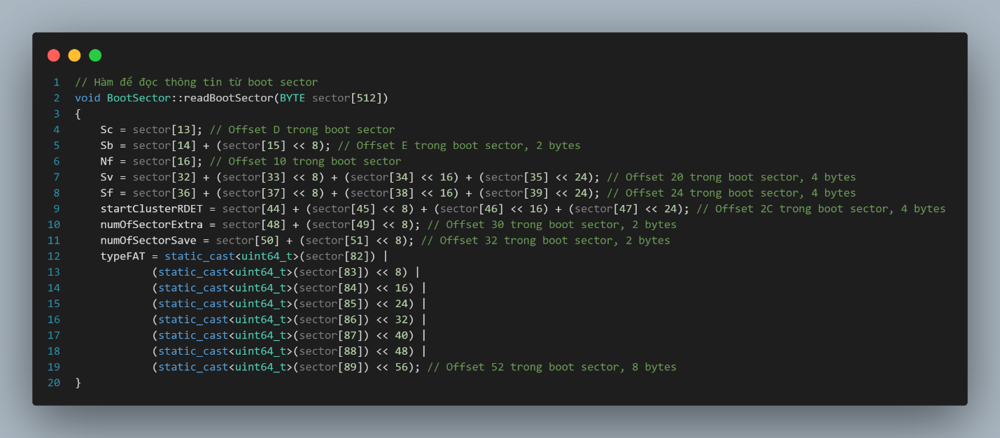 1 // Hàm để đọc thông tin từ boot sector
2 void BootSector::readBootSector(BYTE sector[512])
3 {
4     Sc = sector[13]; // Offset D trong boot sector
5     Sb = sector[14] + (sector[15] << 8); // Offset E trong boot sector, 2 bytes
6     Nf = sector[16]; // Offset 10 trong boot sector
7     Sv = sector[32] + (sector[33] << 8) + (sector[34] << 16) + (sector[35] << 24); // Offset 20 trong boot sector, 4 bytes
8     Sf = sector[36] + (sector[37] << 8) + (sector[38] << 16) + (sector[39] << 24); // Offset 24 trong boot sector, 4 bytes
9     startClusterRDET = sector[44] + (sector[45] << 8) + (sector[46] << 16) + (sector[47] << 24); // Offset 2C trong boot sector, 4 bytes
10     numOfSectorExtra = sector[48] + (sector[49] << 8); // Offset 30 trong boot sector, 2 bytes
11     numOfSectorSave = sector[50] + (sector[51] << 8); // Offset 32 trong boot sector, 2 bytes
12     typeFAT = static_cast<uint64_t>(sector[82]) |
13             (static_cast<uint64_t>(sector[83]) << 8) |
14             (static_cast<uint64_t>(sector[84]) << 16) |
15             (static_cast<uint64_t>(sector[85]) << 24) |
16             (static_cast<uint64_t>(sector[86]) << 32) |
17             (static_cast<uint64_t>(sector[87]) << 40) |
18             (static_cast<uint64_t>(sector[88]) << 48) |
19             (static_cast<uint64_t>(sector[89]) << 56); // Offset 52 trong boot sector, 8 bytes
20 }